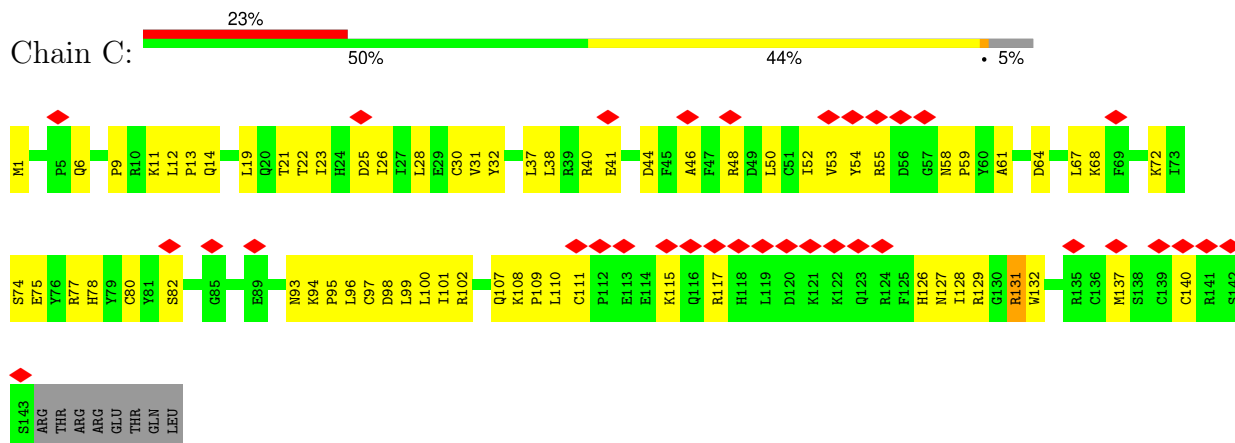 23%
Chain C:
50% 44% • 5%
M1 P5 Q6 P9 R10 K11 L12 P13 Q14 L19 Q20 T21 T22 I23 H24 D25 I26 I27 L28 E29 C30 V31 Y32 L37 L38 R39 R40 E41 D44 F45 A46 F47 R48 D49 L50 C51 I52 V53 Y54 R55 D56 G57 N58 P59 Y60 A61 D64 L67 K68 F69 K72 I73
S74 E75 Y76 R77 H78 Y79 C80 Y81 S82 G85 E89 N93 K94 P95 L96 C97 D98 L99 L100 I101 R102 Q107 K108 P109 L110 C111 P112 E113 E114 K115 Q116 R117 H118 L119 D120 K121 K122 Q123 R124 F125 H126 N127 I128 R129 G130 R131 W132 R135 C136 M137 S138 C139 C140 R141 S142
S143 ARG THR ARG ARG GLU THR GLN LEU